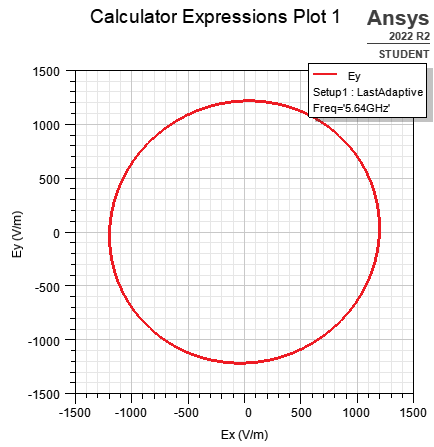 Calculator Expressions Plot 1
Ansys
2022 R2
STUDENT
Ey
Setup1 : LastAdaptive
Freq='5.64GHz'
1500
1000
500
0
-500
-1000
-1500
Ey (V/m)
-1500 -1000 -500 0 500 1000 1500
Ex (V/m)